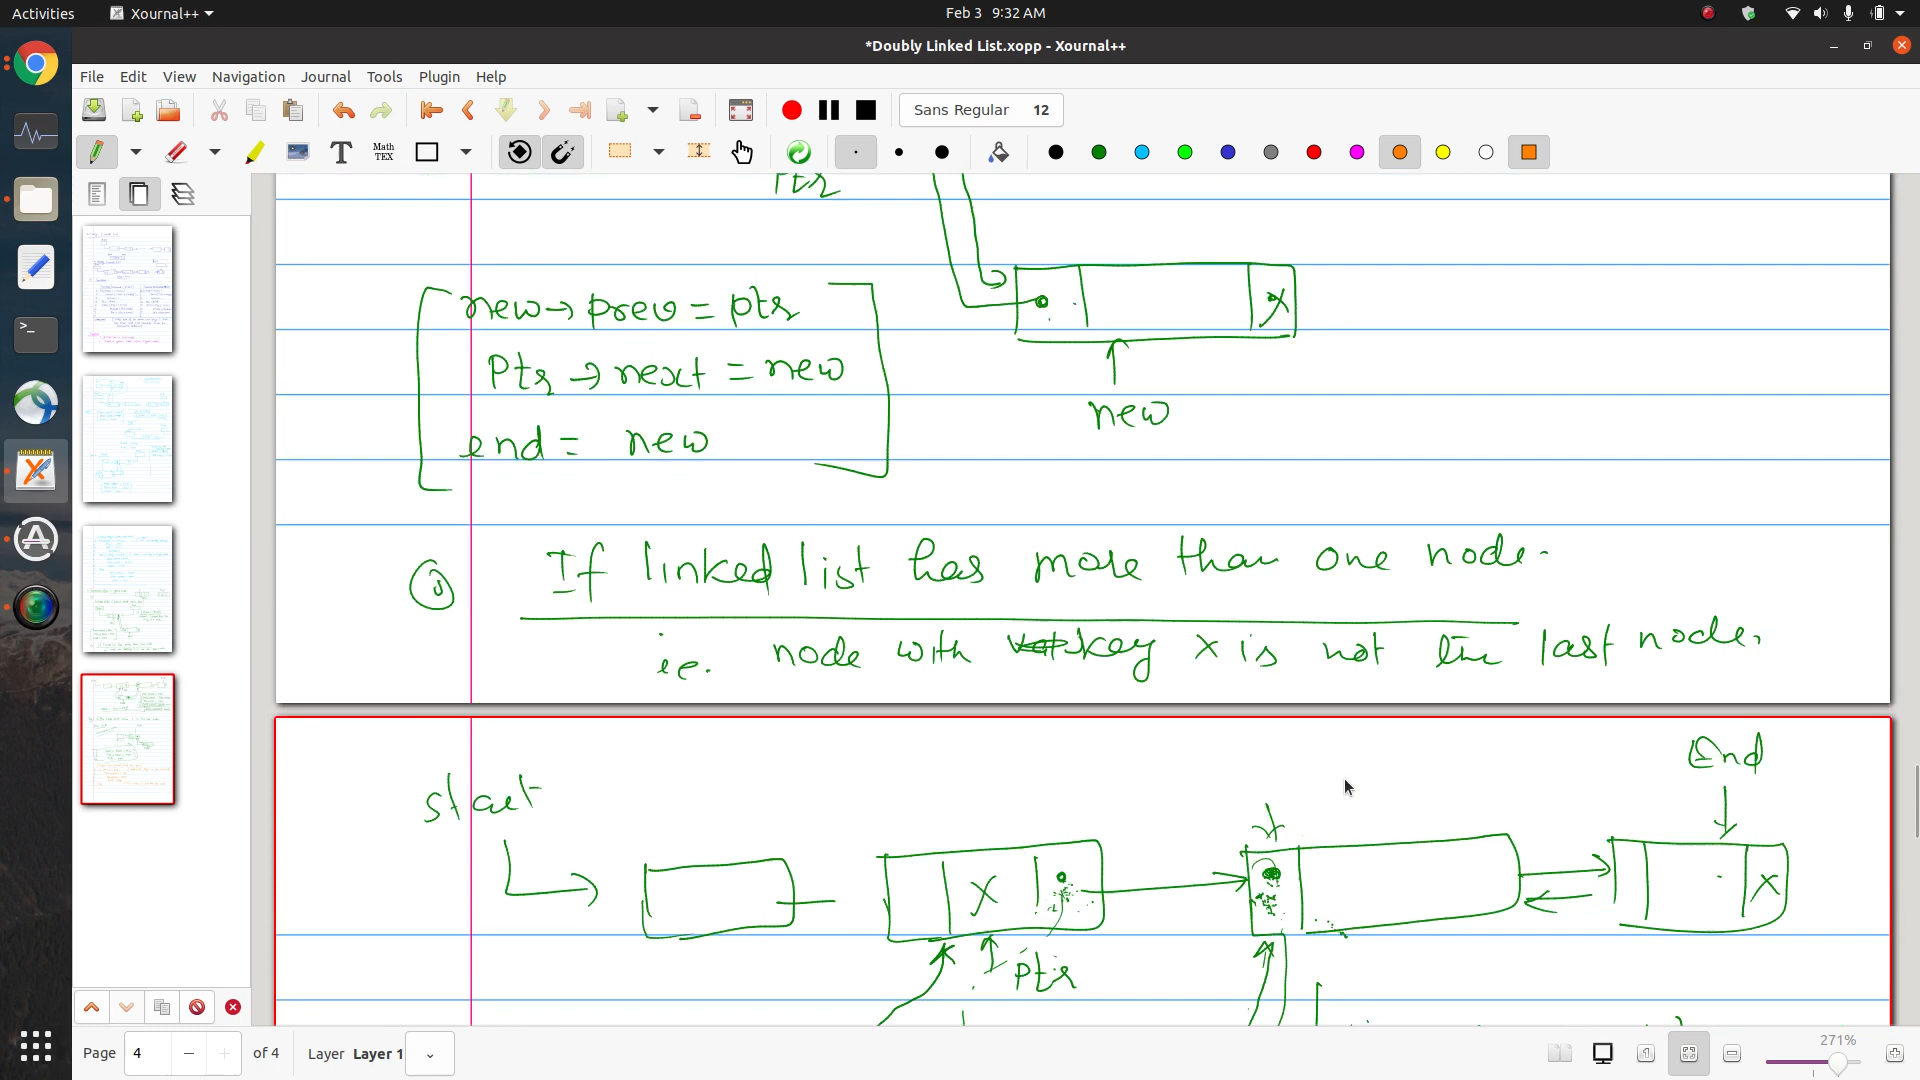 Activities Xournal++ Feb 3 9:32 AM
*Doubly Linked List.xopp - Xournal++
File Edit View Navigation Journal Tools Plugin Help
Sans Regular 12
T Math TEX
Ptr
new → prev = ptr
Ptr → next = new
end = new
X
new
If linked list has more than one node.
ie. node with key X is not the last node.
start
End
X
X
Ptr
Page 4 of 4 Layer Layer 1
271%